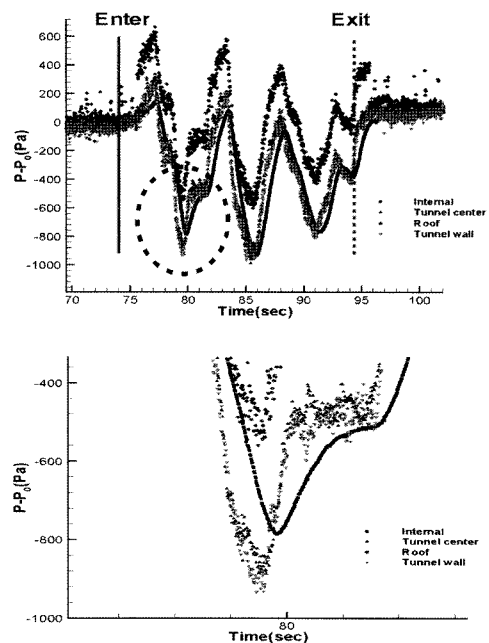 Enter Exit
600
400
200
0
-200
-400
-600
-800
-1000
P-P0(Pa)
Internal
Tunnel center
Roof
Tunnel wall
70 75 80 85 90 95 100
Time(sec)
-400
-600
-800
-1000
P-P0(Pa)
Internal
Tunnel center
Roof
Tunnel wall
80
Time(sec)